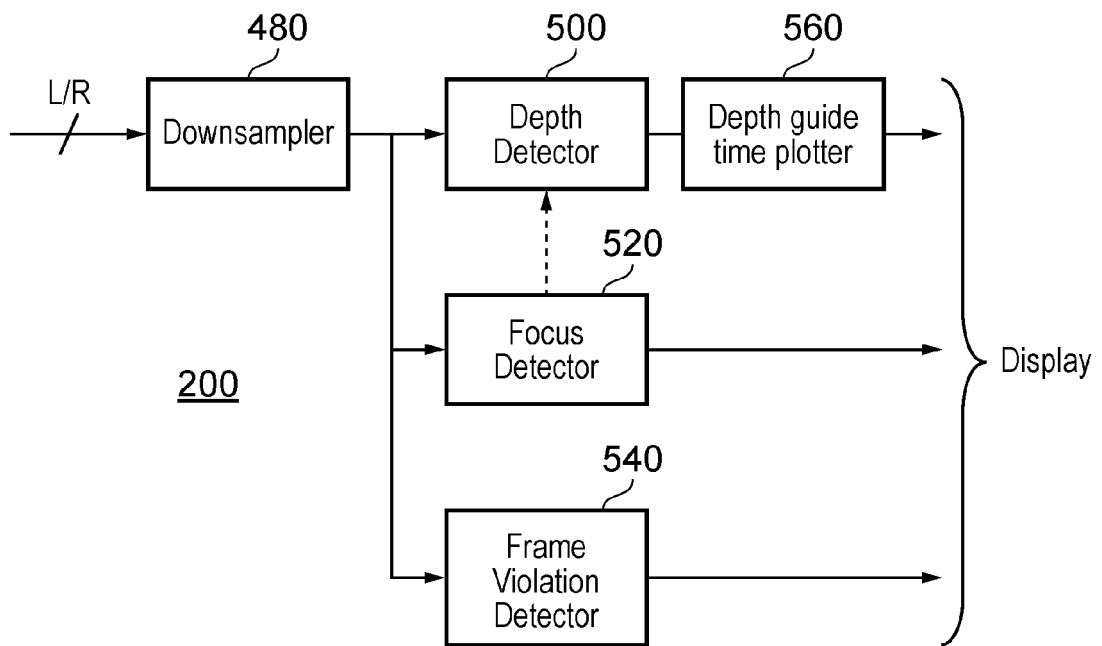 480
500
560
L/R
Downsampler
Depth
Detector
Depth guide
time plotter
520
Focus
Detector
Display
200
540
Frame
Violation
Detector